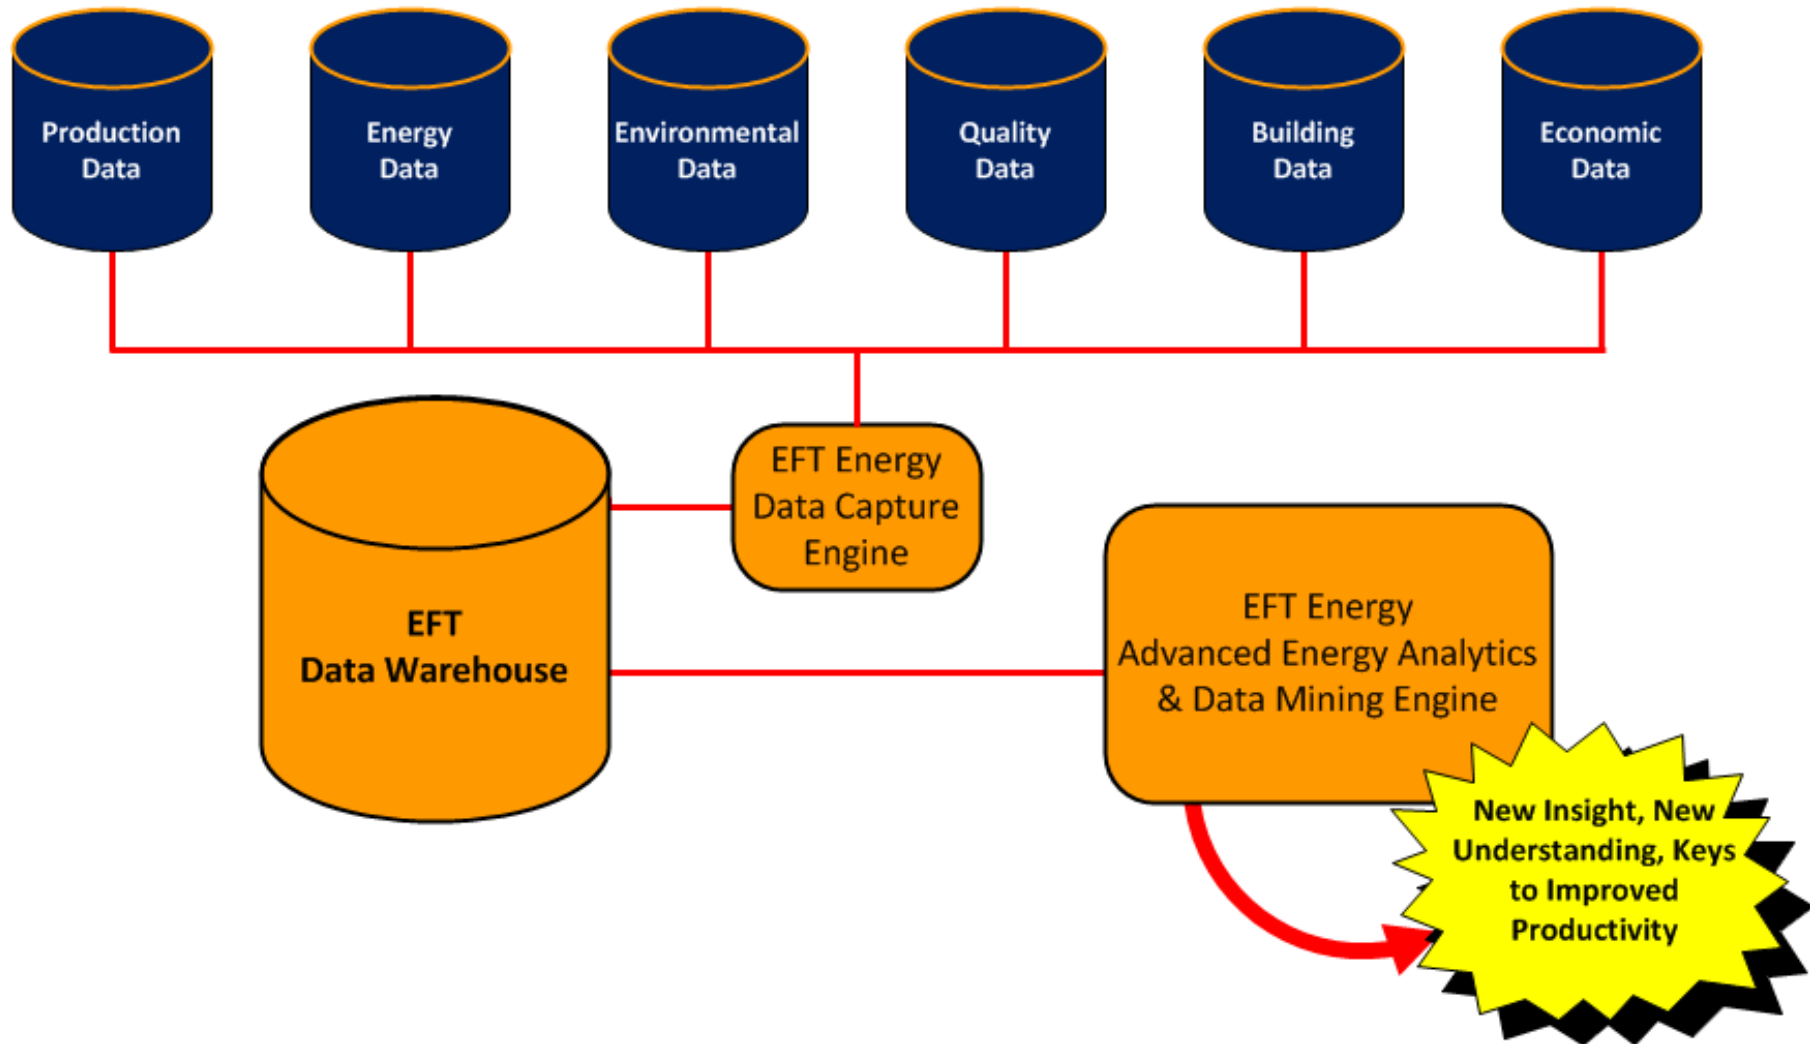 Production
Data
Energy
Data
Environmental
Data
Quality
Data
Building
Data
Economic
Data
EFT Energy
Data Capture
Engine
EFT
Data Warehouse
EFT Energy
Advanced Energy Analytics
& Data Mining Engine
New Insight, New
Understanding, Keys
to Improved
Productivity